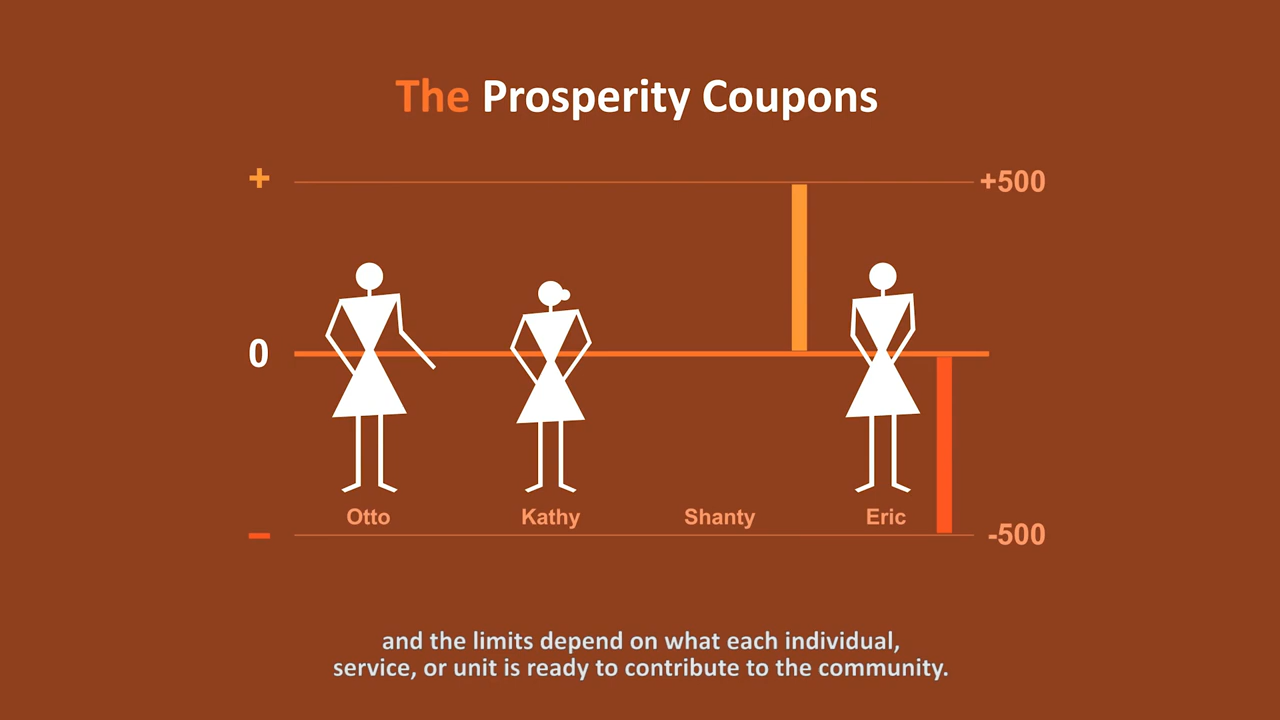 The Prosperity Coupons
+
+500
0
Otto
Kathy
Shanty
Eric
−
-500
and the limits depend on what each individual,
service, or unit is ready to contribute to the community.